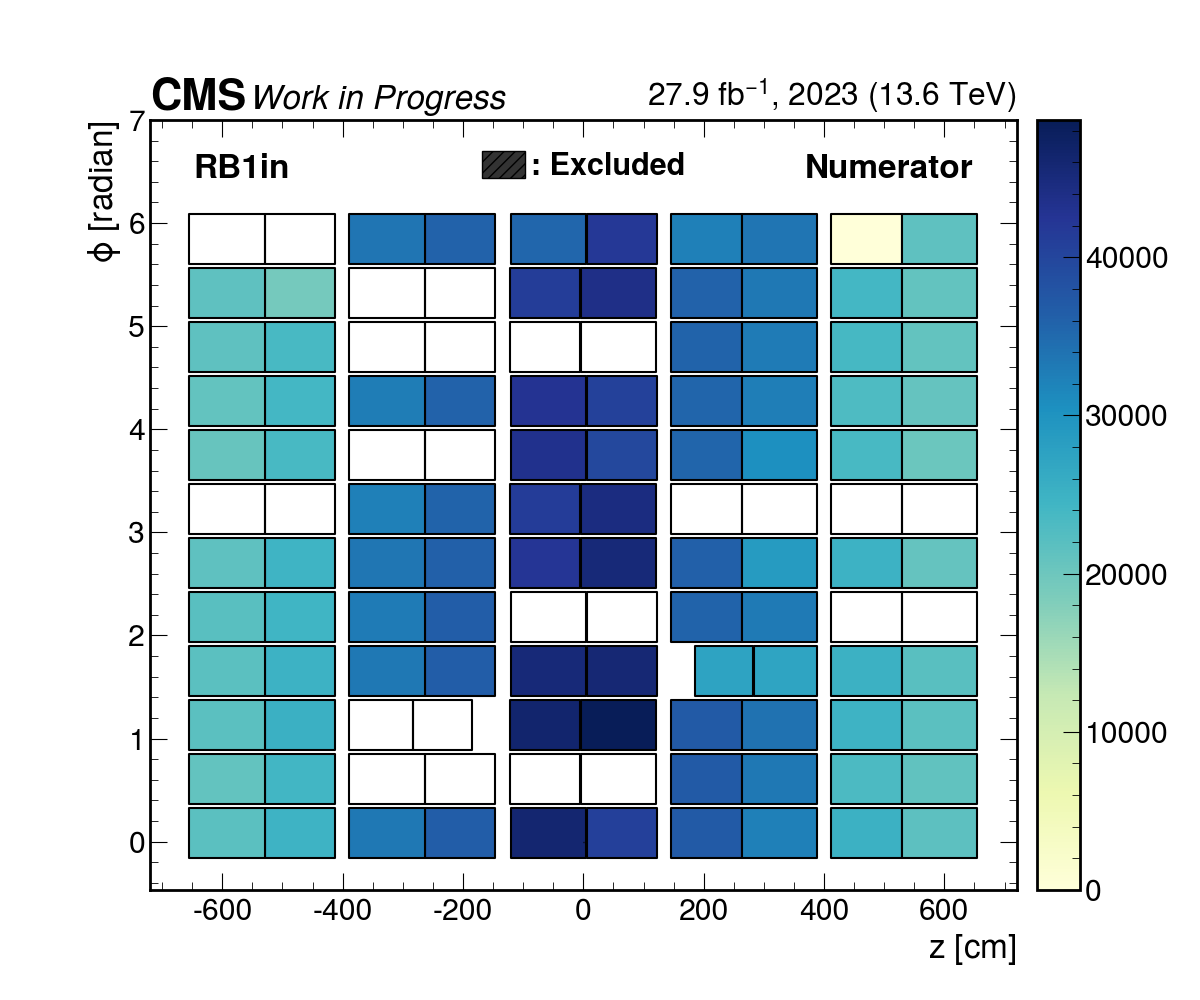 CMS Work in Progress 27.9 fb⁻¹, 2023 (13.6 TeV)
RB1in : Excluded Numerator
ϕ [radian]
7
6
5
4
3
2
1
0
-600 -400 -200 0 200 400 600
z [cm]
40000
30000
20000
10000
0